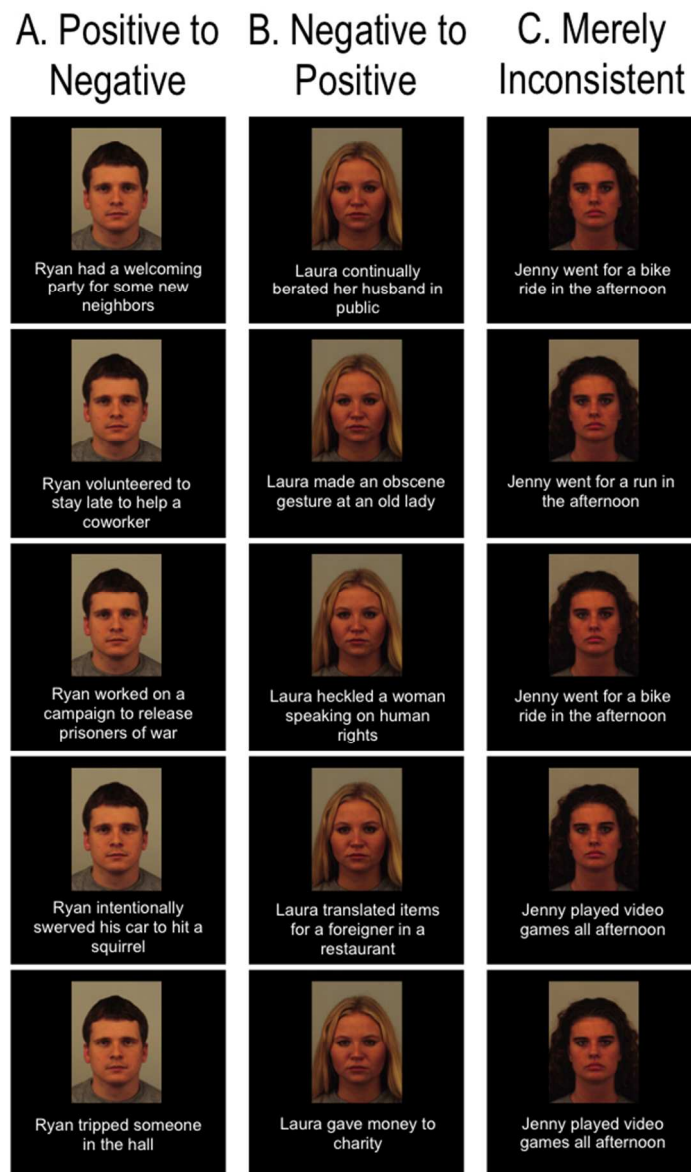 A. Positive to
Negative
B. Negative to
Positive
C. Merely
Inconsistent
Ryan had a welcoming
party for some new
neighbors
Laura continually
berated her husband in
public
Jenny went for a bike
ride in the afternoon
Ryan volunteered to
stay late to help a
coworker
Laura made an obscene
gesture at an old lady
Jenny went for a run in
the afternoon
Ryan worked on a
campaign to release
prisoners of war
Laura heckled a woman
speaking on human
rights
Jenny went for a bike
ride in the afternoon
Ryan intentionally
swerved his car to hit a
squirrel
Laura translated items
for a foreigner in a
restaurant
Jenny played video
games all afternoon
Ryan tripped someone
in the hall
Laura gave money to
charity
Jenny played video
games all afternoon